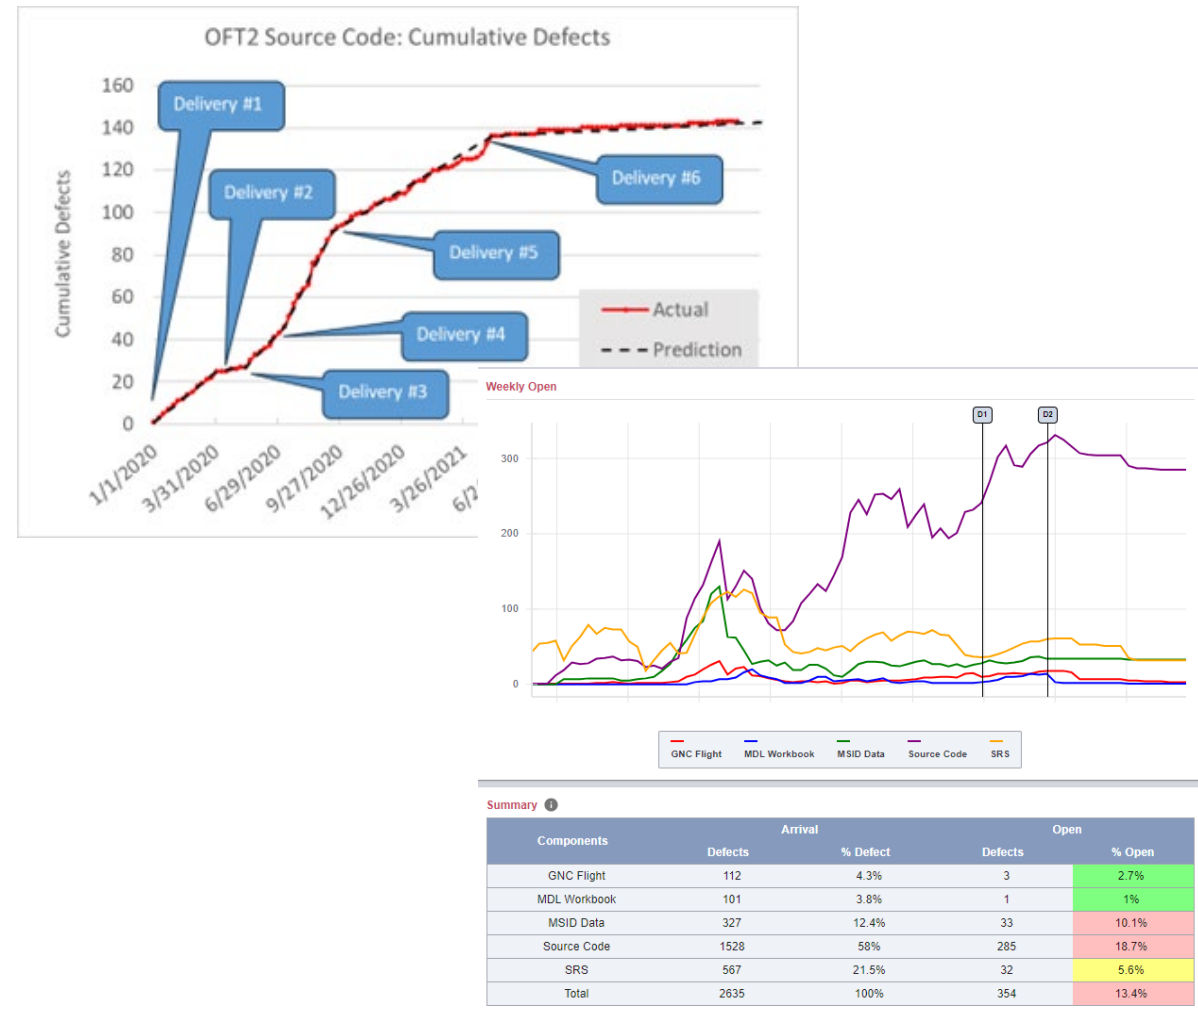 OFT2 Source Code: Cumulative Defects
Cumulative Defects
160
140
120
100
80
60
40
20
0
Delivery #1
Delivery #2
Delivery #6
Delivery #5
Delivery #4
Delivery #3
Actual
Prediction
1/1/2020
3/31/2020
6/29/2020
9/27/2020
12/26/2020
3/26/2021
Weekly Open
D1
D2
300
200
100
0
GNC Flight
MDL Workbook
MSID Data
Source Code
SRS
Summary i
Components Arrival Open
Defects % Defect Defects % Open
GNC Flight 112 4.3% 3 2.7%
MDL Workbook 101 3.8% 1 1%
MSID Data 327 12.4% 33 10.1%
Source Code 1528 58% 285 18.7%
SRS 567 21.5% 32 5.6%
Total 2635 100% 354 13.4%